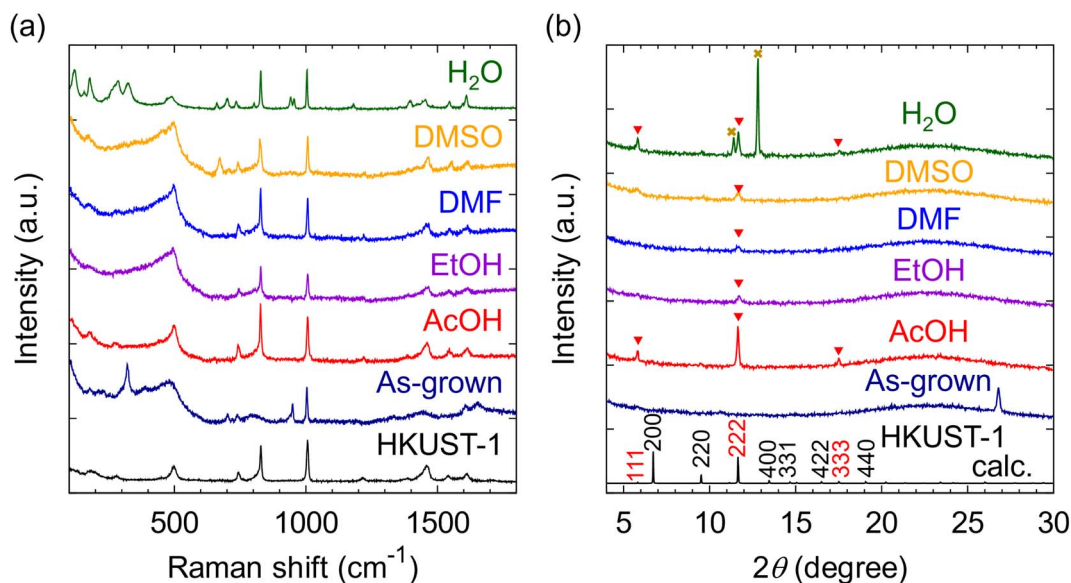 (a)
Intensity (a.u.)
H₂O
DMSO
DMF
EtOH
AcOH
As-grown
HKUST-1
500
1000
1500
Raman shift (cm⁻¹)
(b)
Intensity (a.u.)
H₂O
DMSO
DMF
EtOH
AcOH
As-grown
HKUST-1
calc.
111
200
220
222
400
331
422
333
440
5
10
15
20
25
30
2θ (degree)